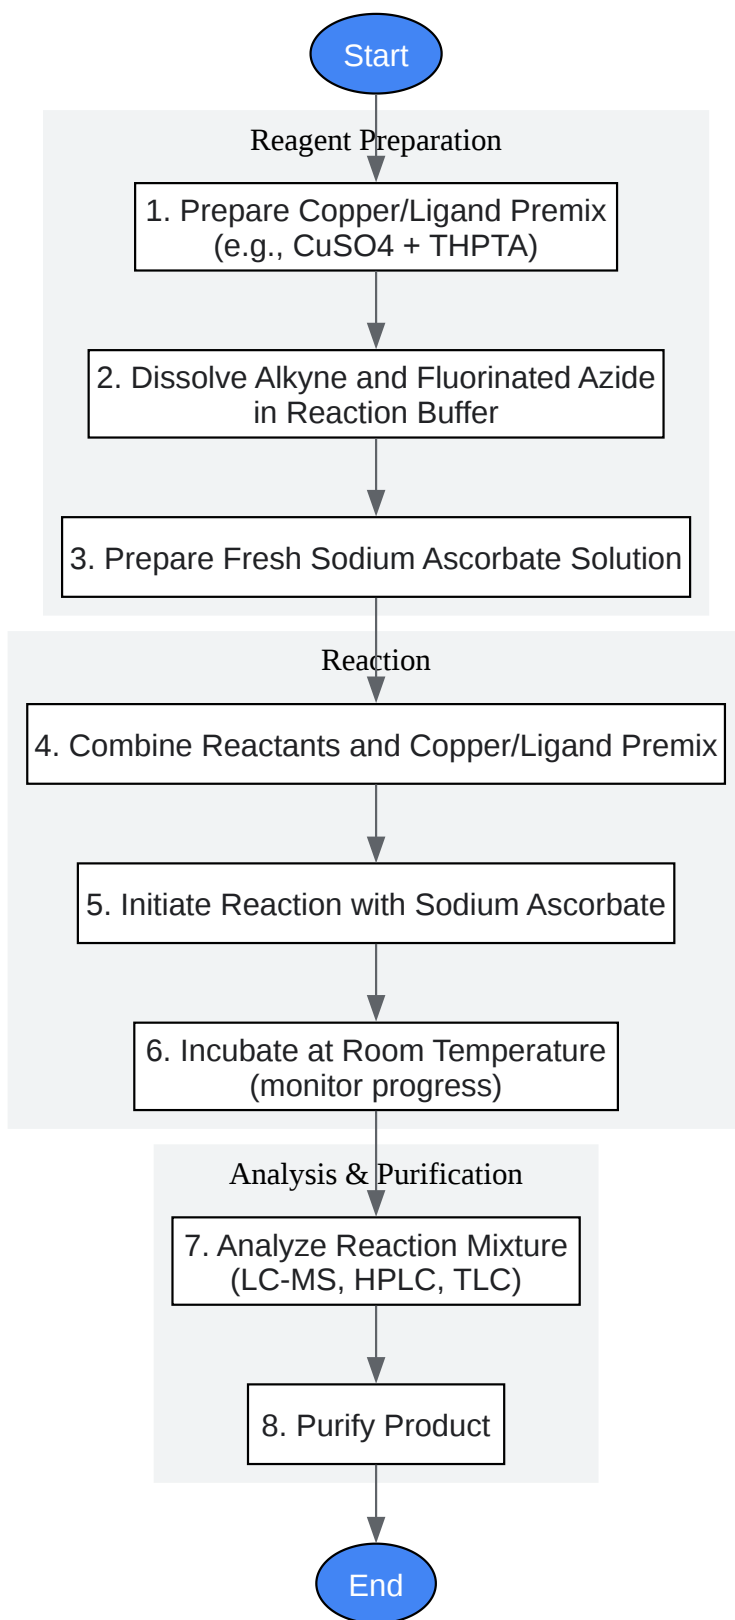 Start
Reagent Preparation
1. Prepare Copper/Ligand Premix
(e.g., CuSO4 + THPTA)
2. Dissolve Alkyne and Fluorinated Azide
in Reaction Buffer
3. Prepare Fresh Sodium Ascorbate Solution
Reaction
4. Combine Reactants and Copper/Ligand Premix
5. Initiate Reaction with Sodium Ascorbate
6. Incubate at Room Temperature
(monitor progress)
Analysis & Purification
7. Analyze Reaction Mixture
(LC-MS, HPLC, TLC)
8. Purify Product
End